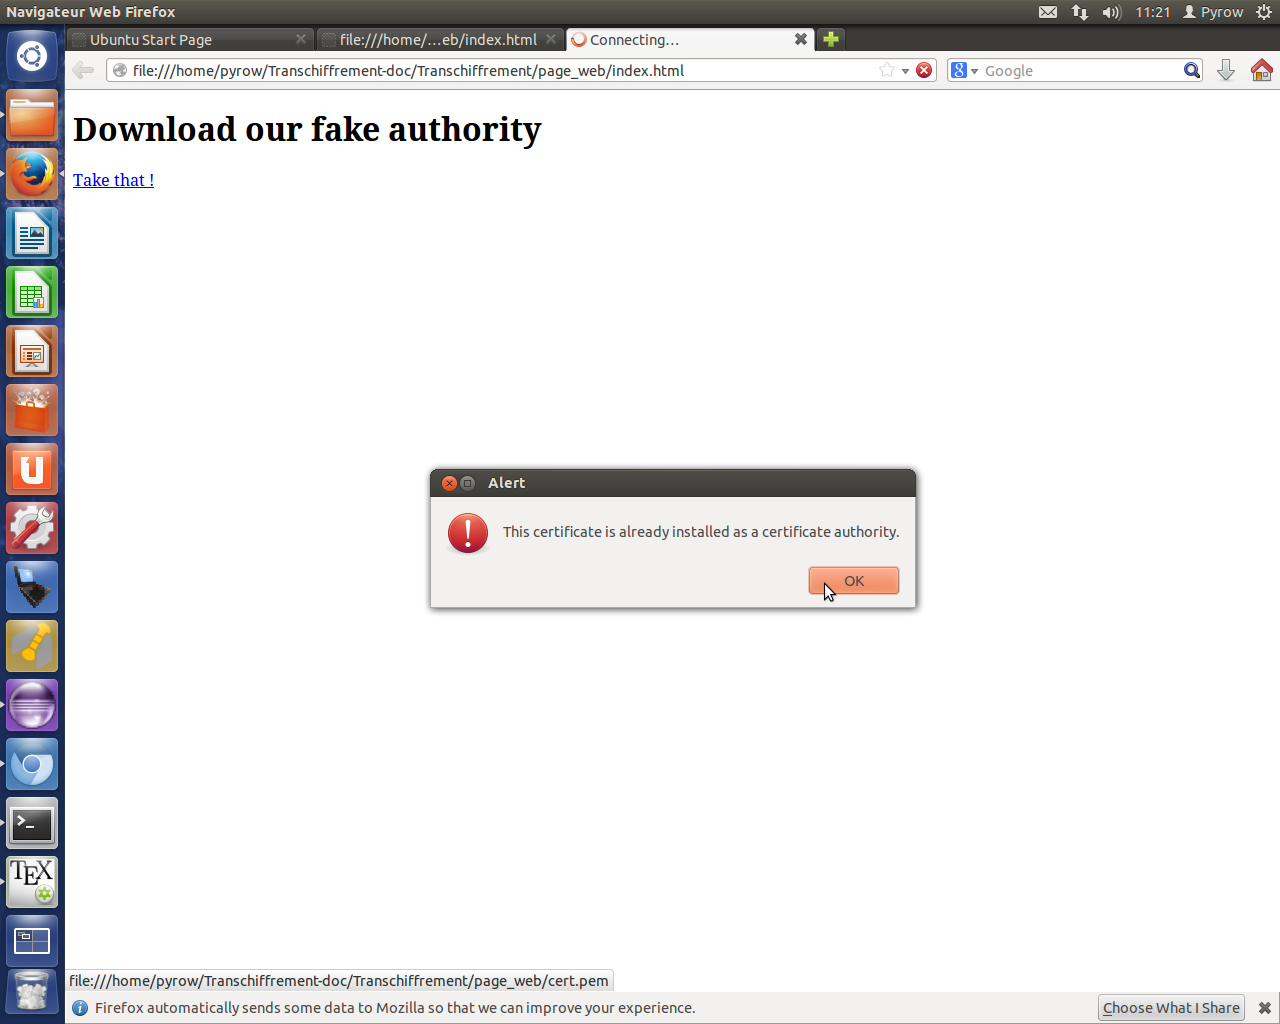 Navigateur Web Firefox
11:21
Pyrow
Ubuntu Start Page
file:///home/...eb/index.html
Connecting...
file:///home/pyrow/Transchiffrement-doc/Transchiffrement/page_web/index.html
8
Google
Download our fake authority
Take that !
Alert
This certificate is already installed as a certificate authority.
OK
>_
TEX
file:///home/pyrow/Transchiffrement-doc/Transchiffrement/page_web/cert.pem
Firefox automatically sends some data to Mozilla so that we can improve your experience.
Choose What I Share